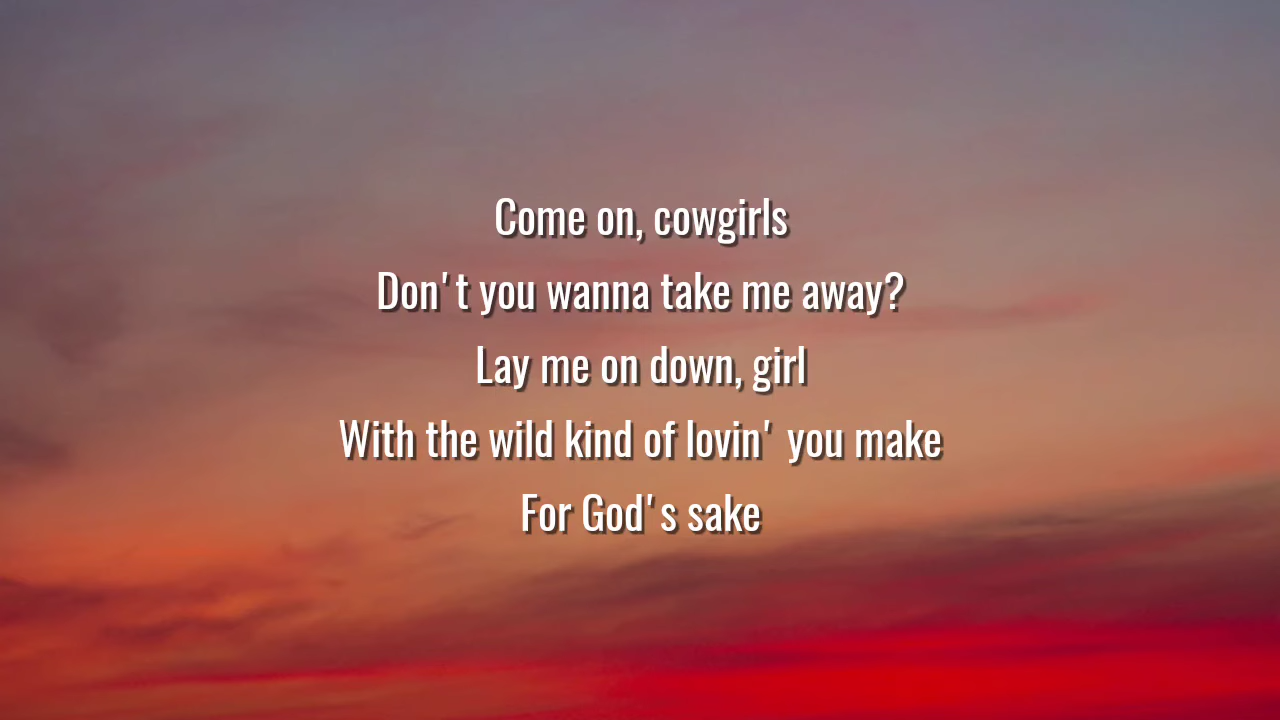 Come on, cowgirls
Don't you wanna take me away?
Lay me on down, girl
With the wild kind of lovin' you make
For God's sake